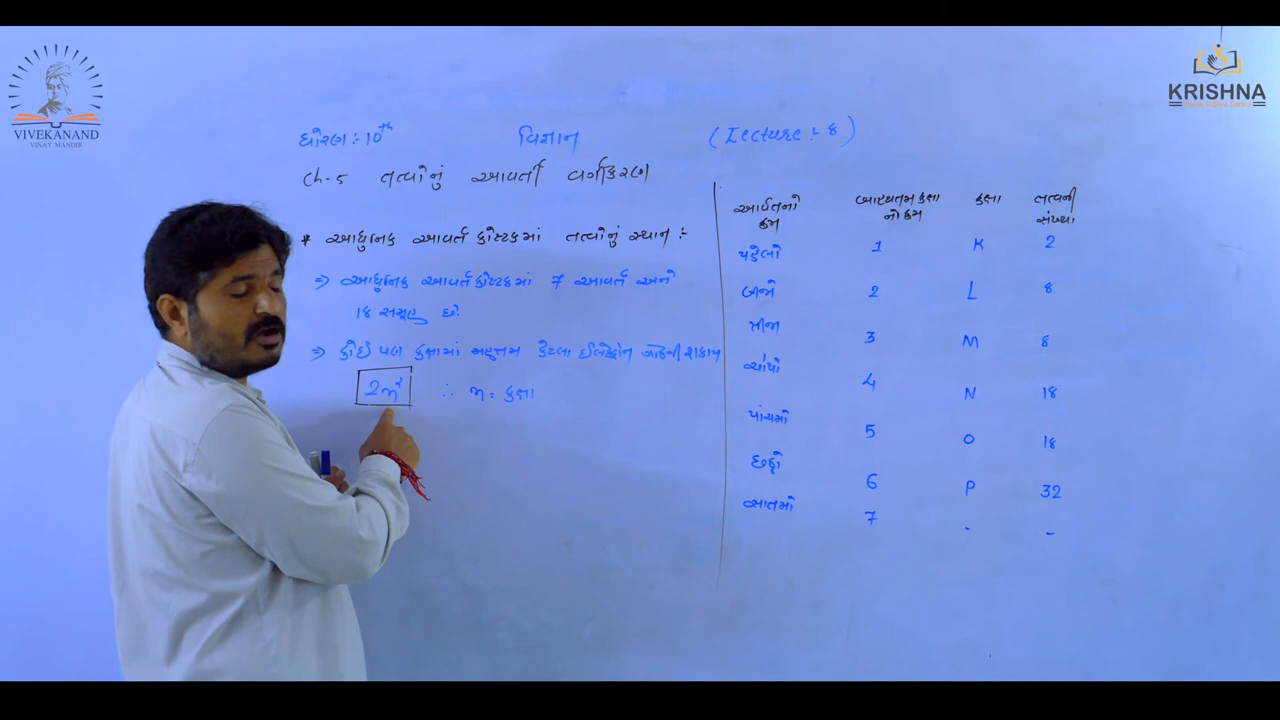 VIVEKANAND
VINAY MANDIR
KRISHNA
ધોરણ : 10th વિજ્ઞાન (Lecture :- 8)
Ch-5 તત્વોનું આવર્તી વર્ગીકરણ
* આધુનિક આવર્ત કોષ્ટકમાં તત્વોનું સ્થાન :-
⇒ આધુનિક આવર્ત કોષ્ટકમાં 7 આવર્ત અને
18 સમૂહ છે.
⇒ કોઈ પણ કક્ષામાં મહત્તમ કેટલા ઈલેક્ટ્રોન ગોઠવી શકાય
2n² ∴ n = કક્ષા
આર્વતનો ક્રમ બાહ્યતમ કક્ષા નો ક્રમ કક્ષા તત્વની સંખ્યા
પહેલો 1 K 2
બીજો 2 L 8
ત્રીજા 3 M 8
ચોથો 4 N 18
પાંચમો 5 O 18
છઠ્ઠો 6 P 32
સાતમો 7 - -